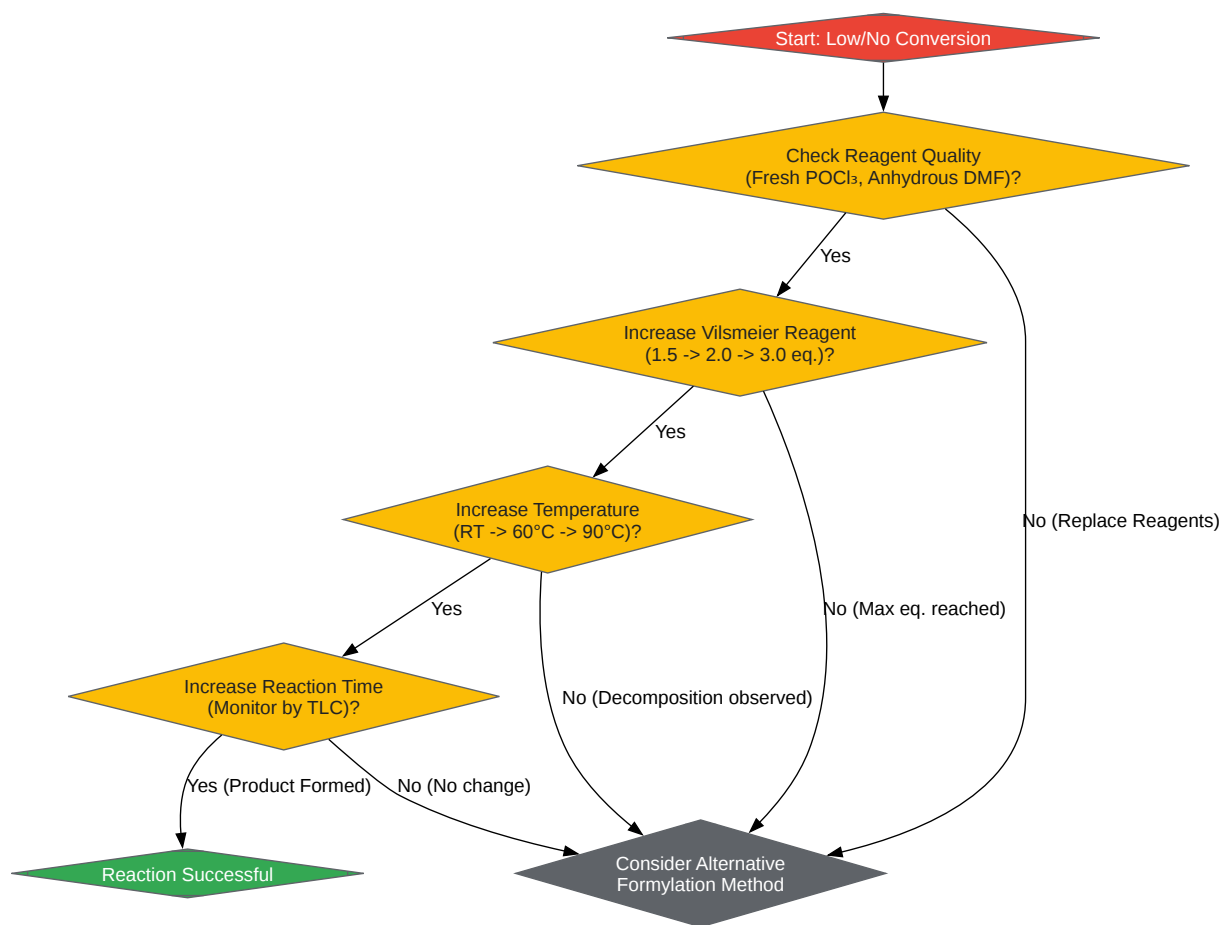 Start: Low/No Conversion
Check Reagent Quality
(Fresh POCl₃, Anhydrous DMF)?
Yes
Increase Vilsmeier Reagent
(1.5 -> 2.0 -> 3.0 eq.)?
Yes
Increase Temperature
(RT -> 60°C -> 90°C)?
No (Replace Reagents)
Yes
No (Max eq. reached)
Increase Reaction Time
(Monitor by TLC)?
No (Decomposition observed)
Yes (Product Formed)
No (No change)
Reaction Successful
Consider Alternative
Formylation Method